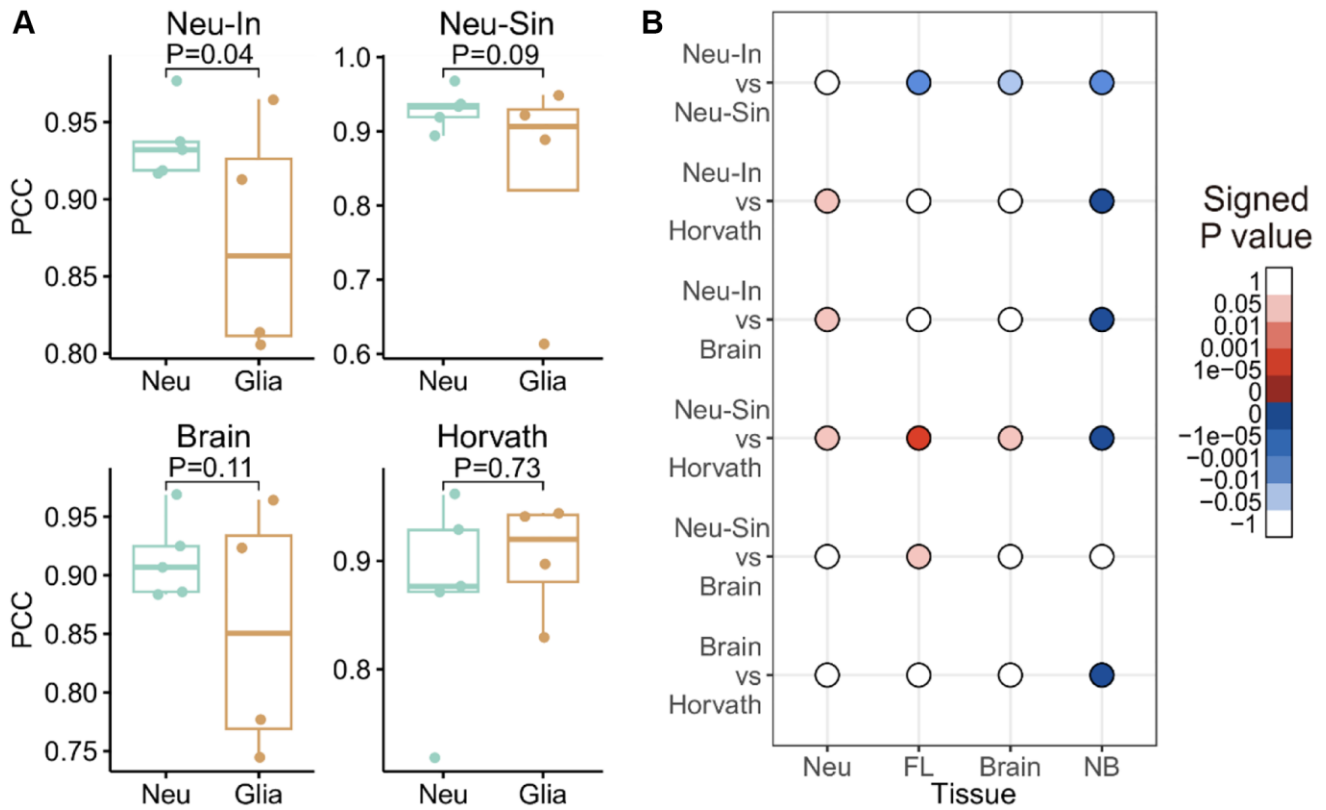 A
Neu-In
P=0.04
PCC
0.95
0.90
0.85
0.80
Neu
Glia
Neu-Sin
P=0.09
1.0
0.9
0.8
0.7
0.6
Neu
Glia
Brain
P=0.11
PCC
0.95
0.90
0.85
0.80
0.75
Neu
Glia
Horvath
P=0.73
0.9
0.8
Neu
Glia
B
Neu-In
vs
Neu-Sin
Neu-In
vs
Horvath
Neu-In
vs
Brain
Neu-Sin
vs
Horvath
Neu-Sin
vs
Brain
Brain
vs
Horvath
Neu
FL
Brain
NB
Tissue
Signed
P value
1
0.05
0.01
0.001
1e−05
0
0
−1e−05
−0.001
−0.01
−0.05
−1